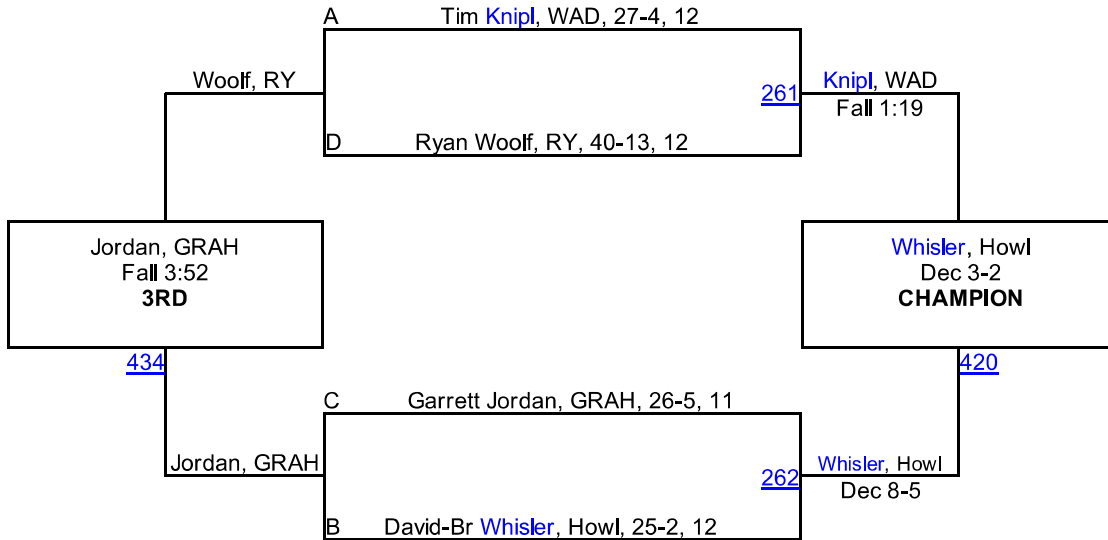 A Tim Knipl, WAD, 27-4, 12
Woolf, RY
261
Knipl, WAD
Fall 1:19
D Ryan Woolf, RY, 40-13, 12
Jordan, GRAH
Fall 3:52
3RD
Whisler, Howl
Dec 3-2
CHAMPION
434
420
C Garrett Jordan, GRAH, 26-5, 11
Jordan, GRAH
262
Whisler, Howl
Dec 8-5
B David-Br Whisler, Howl, 25-2, 12